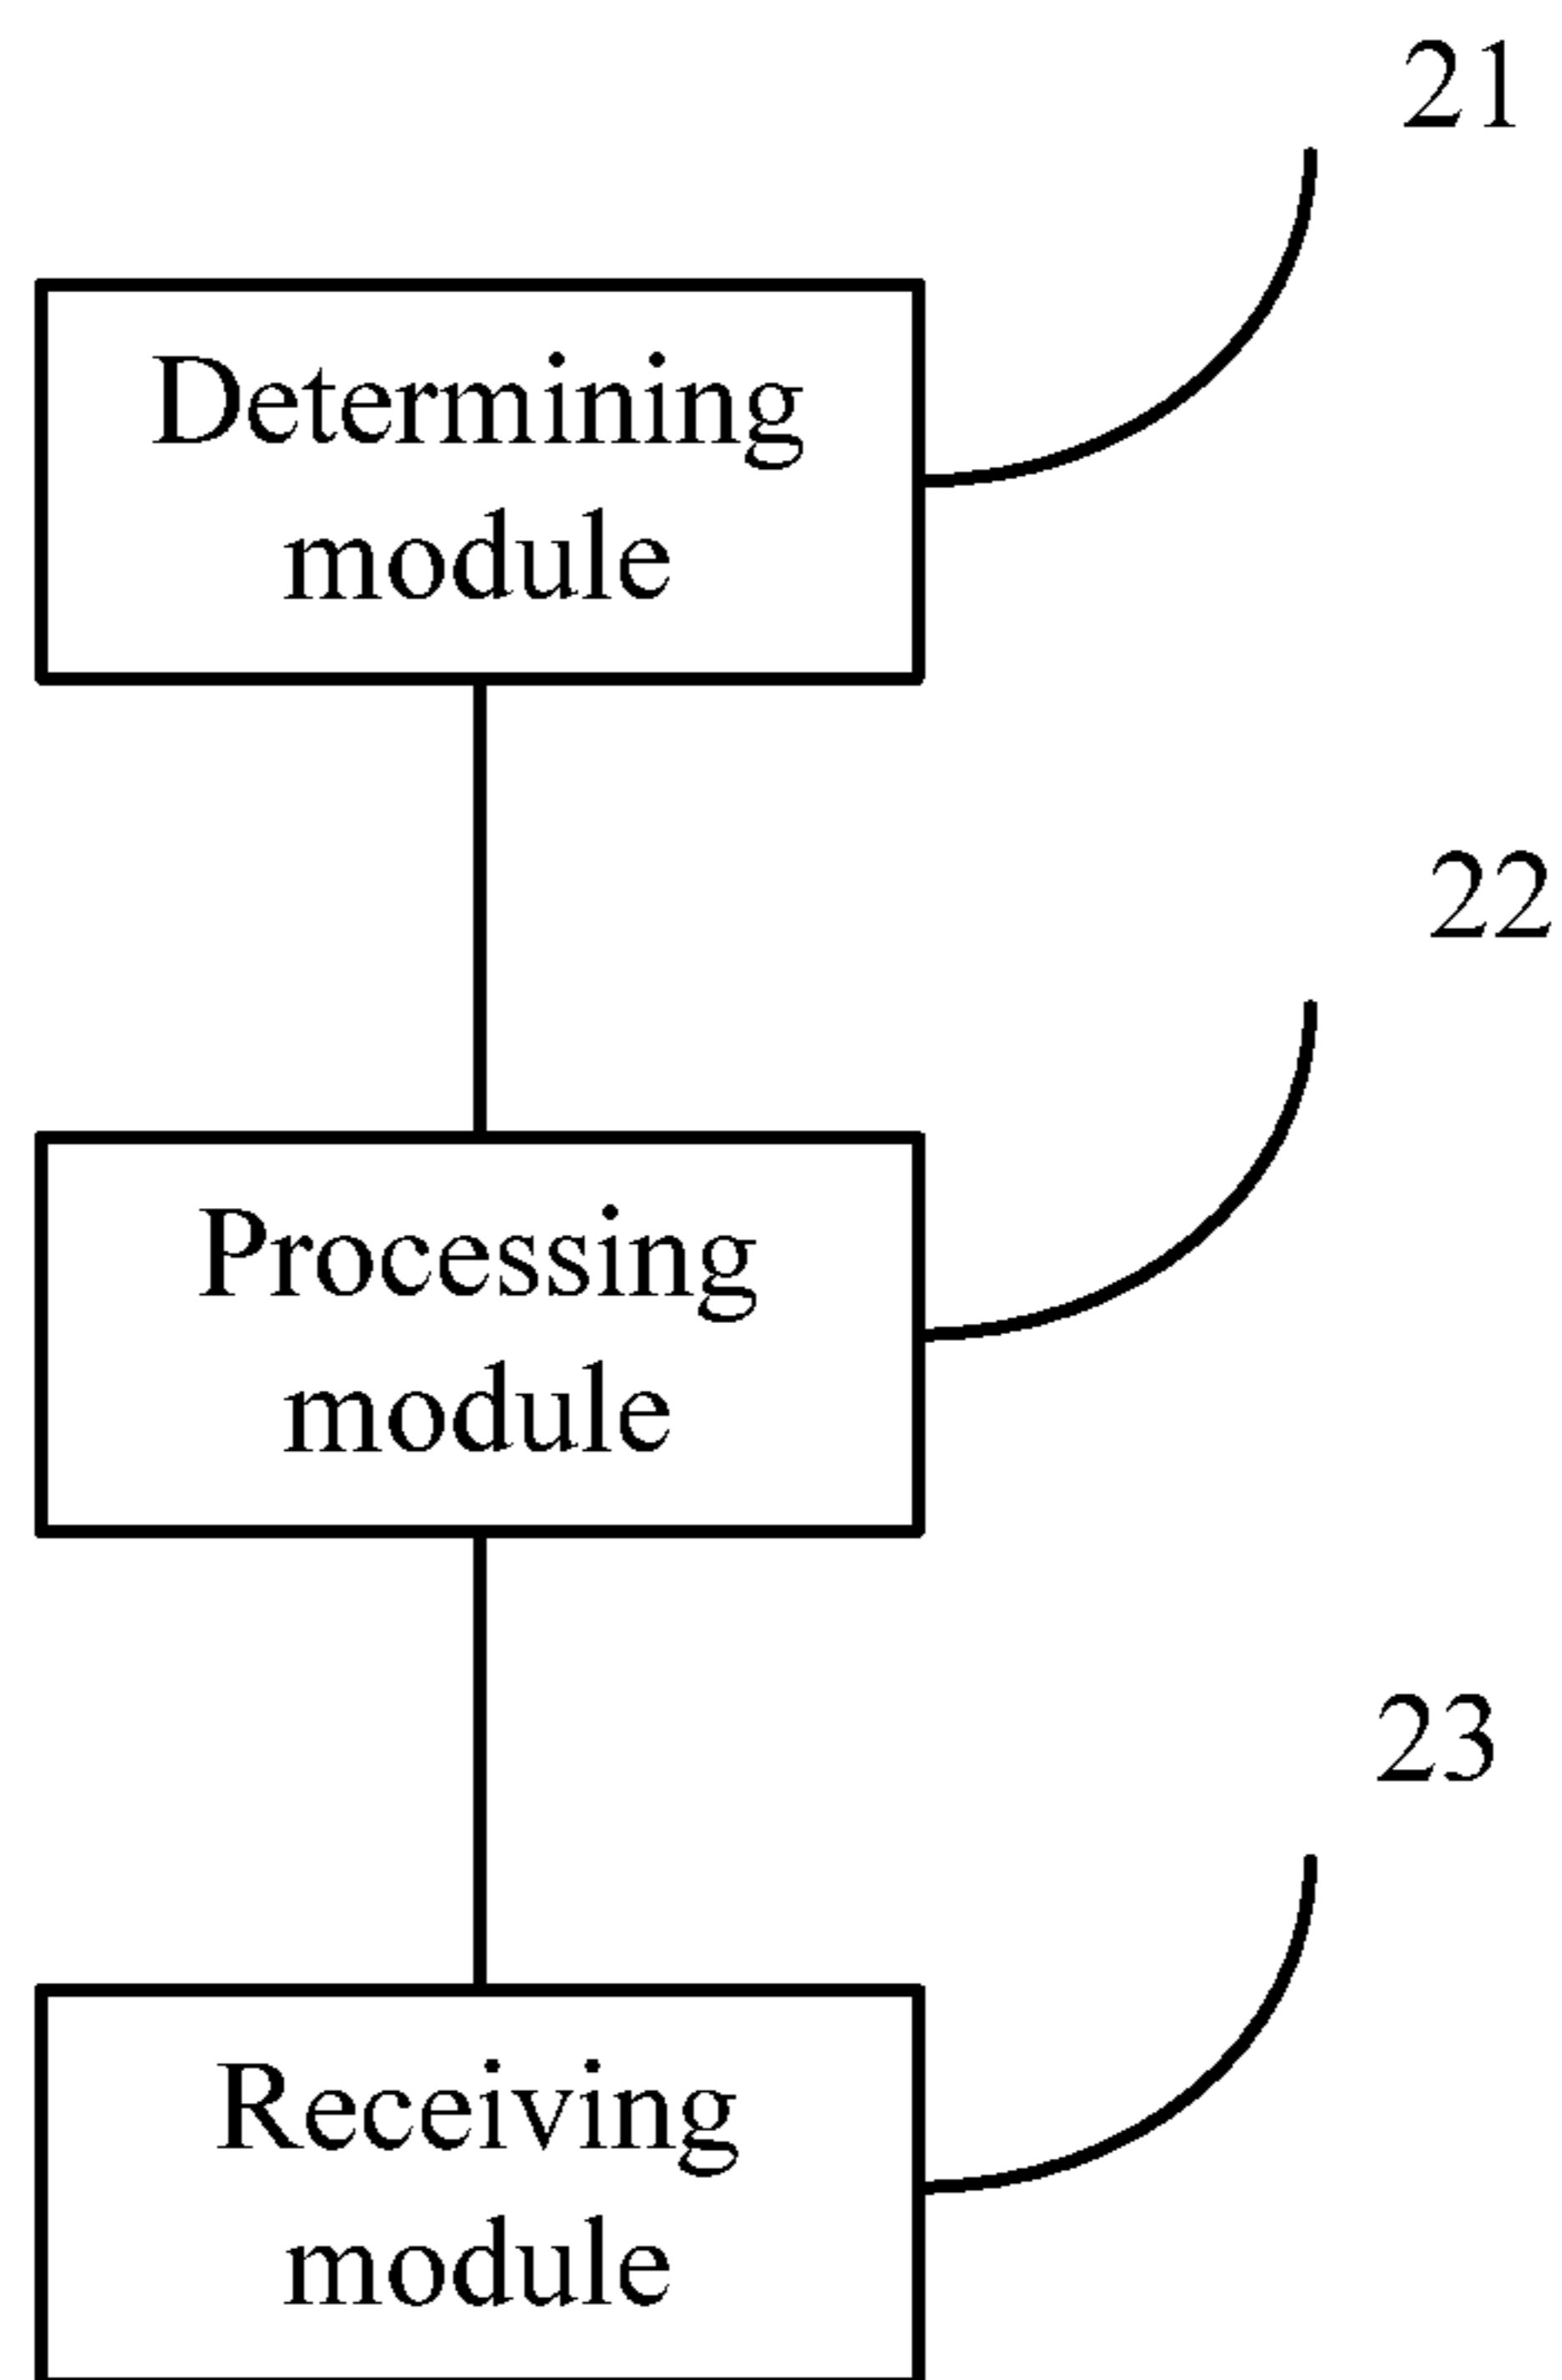 21
Determining
module
22
Processing
module
23
Receiving
module